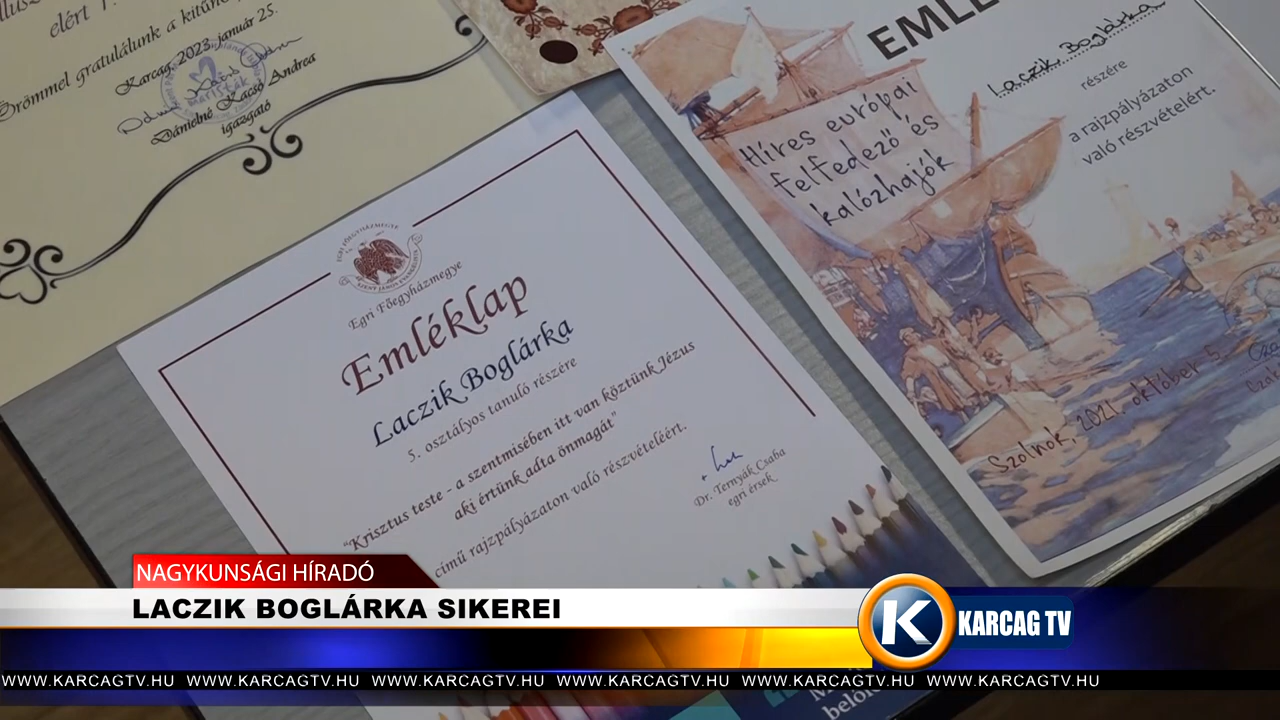 elért 1.
Örömmel gratulálunk a kitűnő
Karcag, 2023. január 25.
Dánielné Kacsó Andrea
igazgató
EGRI FŐEGYHÁZMEGYE
Egri Főegyházmegye
Emléklap
Laczik Boglárka
5. osztályos tanuló részére
"Krisztus teste - a szentmisében itt van köztünk Jézus
aki értünk adta önmagát"
című rajzpályázaton való részvételéért.
Dr. Ternyák Csaba
egri érsek
EMLÉ
Laczik Boglárka
részére
a rajzpályázaton
való részvételért.
Híres európai
felfedező és
kalózhajók
Szolnok, 2021. október 5.
NAGYKUNSÁGI HÍRADÓ
LACZIK BOGLÁRKA SIKEREI
K KARCAG TV
WWW.KARCAGTV.HU WWW.KARCAGTV.HU WWW.KARCAGTV.HU WWW.KARCAGTV.HU WWW.KARCAGTV.HU WWW.KARCAGTV.HU